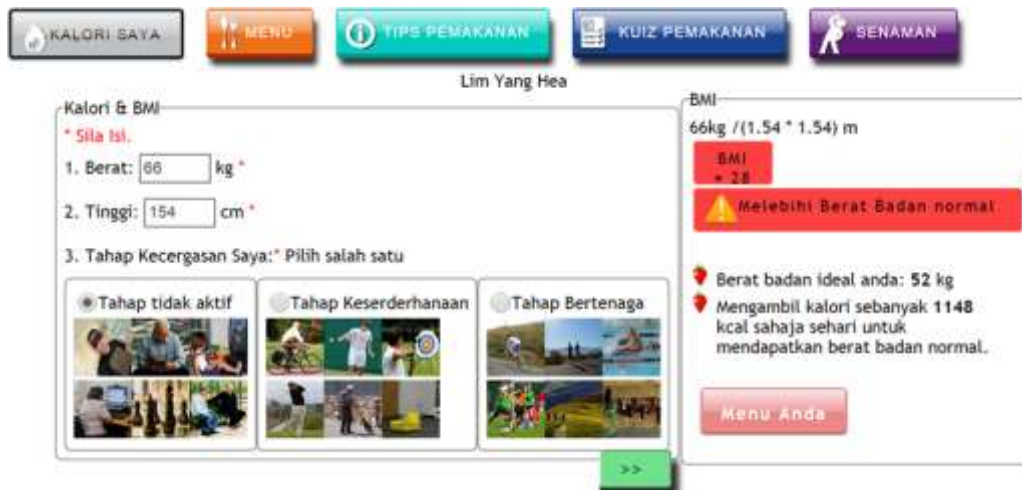 KALORI SAYA
MENU
TIPS PEMAKANAN
KUIZ PEMAKANAN
SENAMAN
Lim Yang Hea
Kalori & BMI
* Sila Isi.
1. Berat: 66 kg *
2. Tinggi: 154 cm *
3. Tahap Kecergasan Saya:* Pilih salah satu
Tahap tidak aktif
Tahap Keserderhanaan
Tahap Bertenaga
>>
BMI
66kg /(1.54 * 1.54) m
BMI
= 28
Melebihi Berat Badan normal
Berat badan ideal anda: 52 kg
Mengambil kalori sebanyak 1148
kcal sahaja sehari untuk
mendapatkan berat badan normal.
Menu Anda